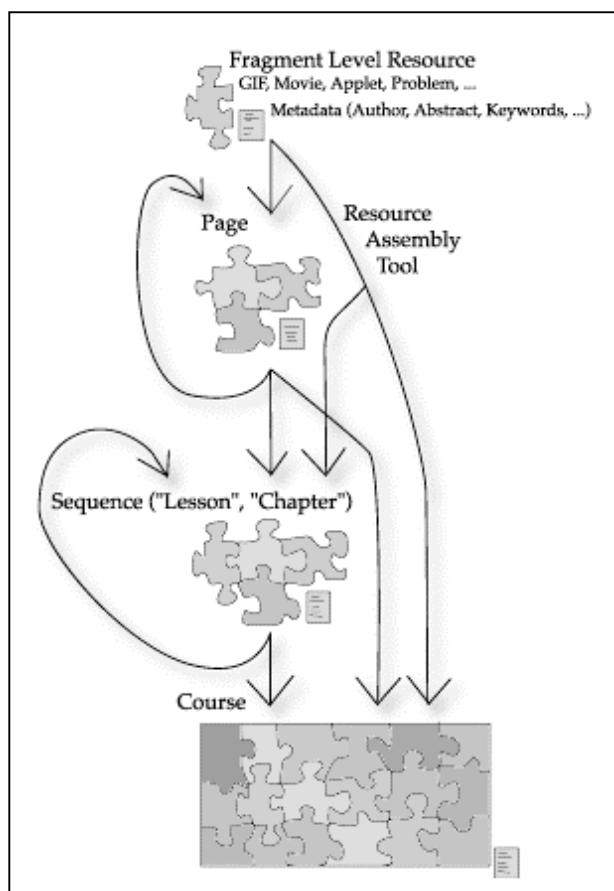 Fragment Level Resource
GIF, Movie, Applet, Problem, ...
Metadata (Author, Abstract, Keywords, ...)
Page
Resource
Assembly
Tool
Sequence ("Lesson", "Chapter")
Course